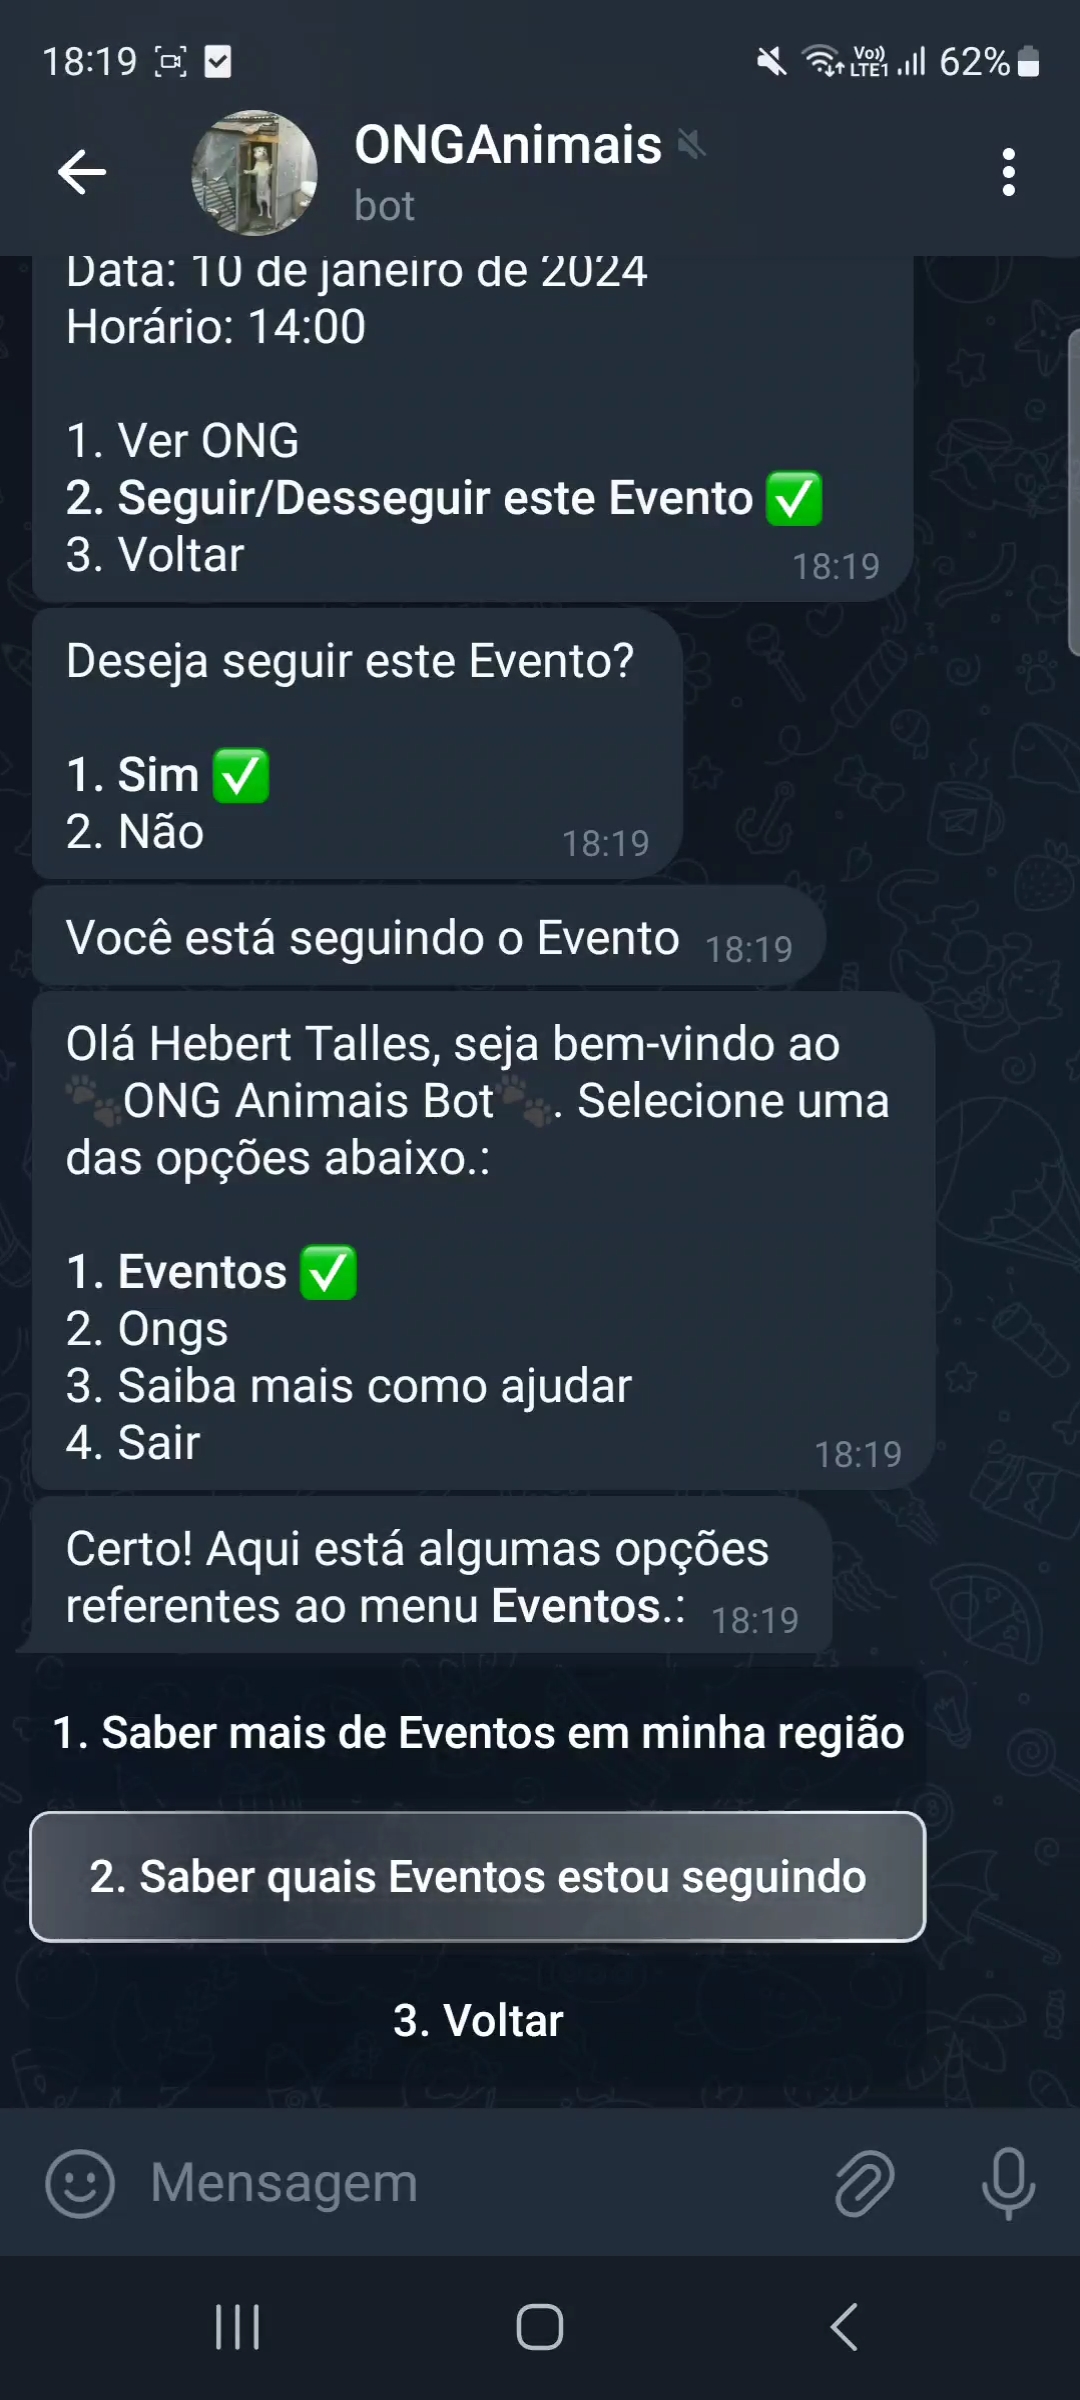 18:19
Vo))
LTE1
62%
ONGAnimais
bot
Data: 10 de janeiro de 2024
Horário: 14:00
1. Ver ONG
2. Seguir/Desseguir este Evento ✅
3. Voltar
18:19
Deseja seguir este Evento?
1. Sim ✅
2. Não
18:19
Você está seguindo o Evento 18:19
Olá Hebert Talles, seja bem-vindo ao
🐾ONG Animais Bot🐾. Selecione uma
das opções abaixo.:
1. Eventos ✅
2. Ongs
3. Saiba mais como ajudar
4. Sair
18:19
Certo! Aqui está algumas opções
referentes ao menu Eventos.: 18:19
1. Saber mais de Eventos em minha região
2. Saber quais Eventos estou seguindo
3. Voltar
Mensagem